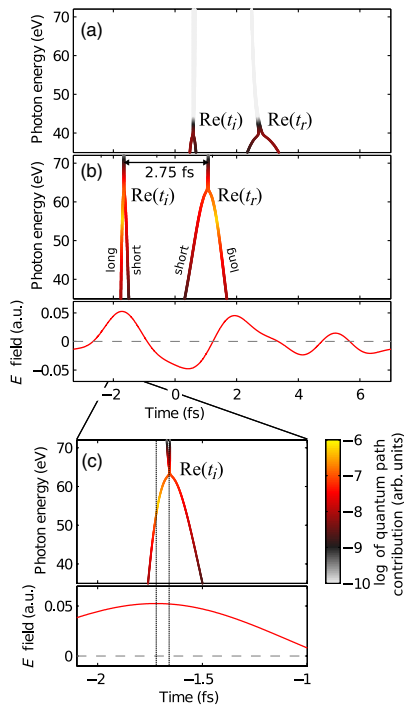 (a)
70
60
50
40
Photon energy (eV)
Re(ti)
Re(tr)
(b)
70
60
50
40
Photon energy (eV)
2.75 fs
Re(ti)
Re(tr)
long
short
short
long
0.05
0
−0.05
E field (a.u.)
−2
0
2
4
6
Time (fs)
(c)
70
60
50
40
Photon energy (eV)
Re(ti)
0.05
0
E field (a.u.)
−2
−1.5
−1
Time (fs)
−6
−7
−8
−9
−10
log of quantum path
contribution (arb. units)